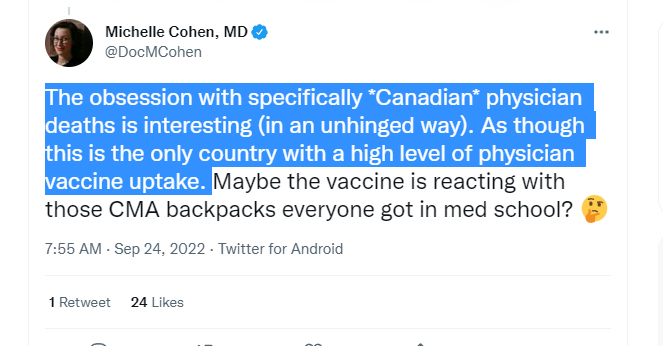 Michelle Cohen, MD
@DocMCohen
The obsession with specifically *Canadian* physician
deaths is interesting (in an unhinged way). As though
this is the only country with a high level of physician
vaccine uptake. Maybe the vaccine is reacting with
those CMA backpacks everyone got in med school? 🤔
7:55 AM · Sep 24, 2022 · Twitter for Android
1 Retweet 24 Likes